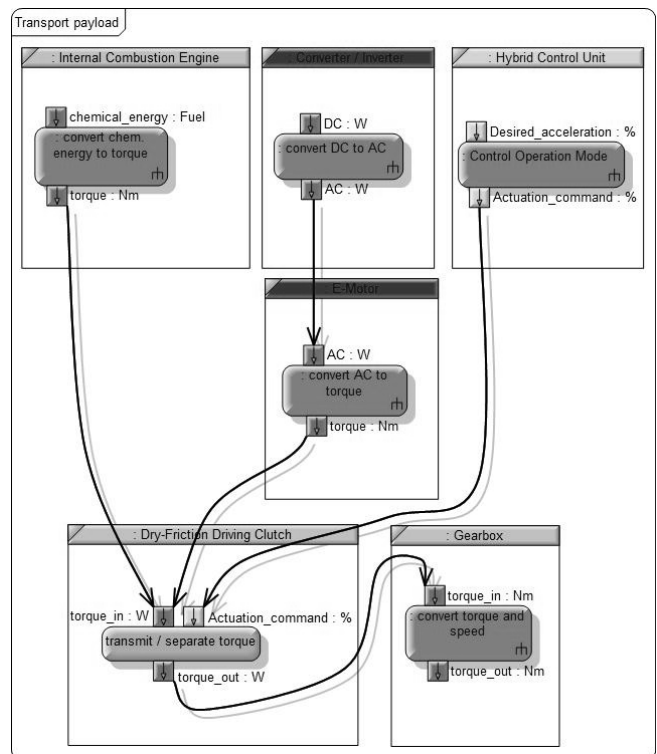 Transport payload
: Internal Combustion Engine
: Converter / Inverter
: Hybrid Control Unit
chemical_energy : Fuel
: convert chem.
energy to torque
torque : Nm
DC : W
: convert DC to AC
AC : W
Desired_acceleration : %
: Control Operation Mode
Actuation_command : %
: E-Motor
AC : W
: convert AC to
torque
torque : Nm
: Dry-Friction Driving Clutch
: Gearbox
torque_in : W
Actuation_command : %
transmit / separate torque
torque_out : W
torque_in : Nm
: convert torque and
speed
torque_out : Nm